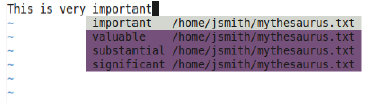 This is very important
~ important /home/jsmith/mythesaurus.txt
~ valuable /home/jsmith/mythesaurus.txt
~ substantial /home/jsmith/mythesaurus.txt
~ significant /home/jsmith/mythesaurus.txt
~
~